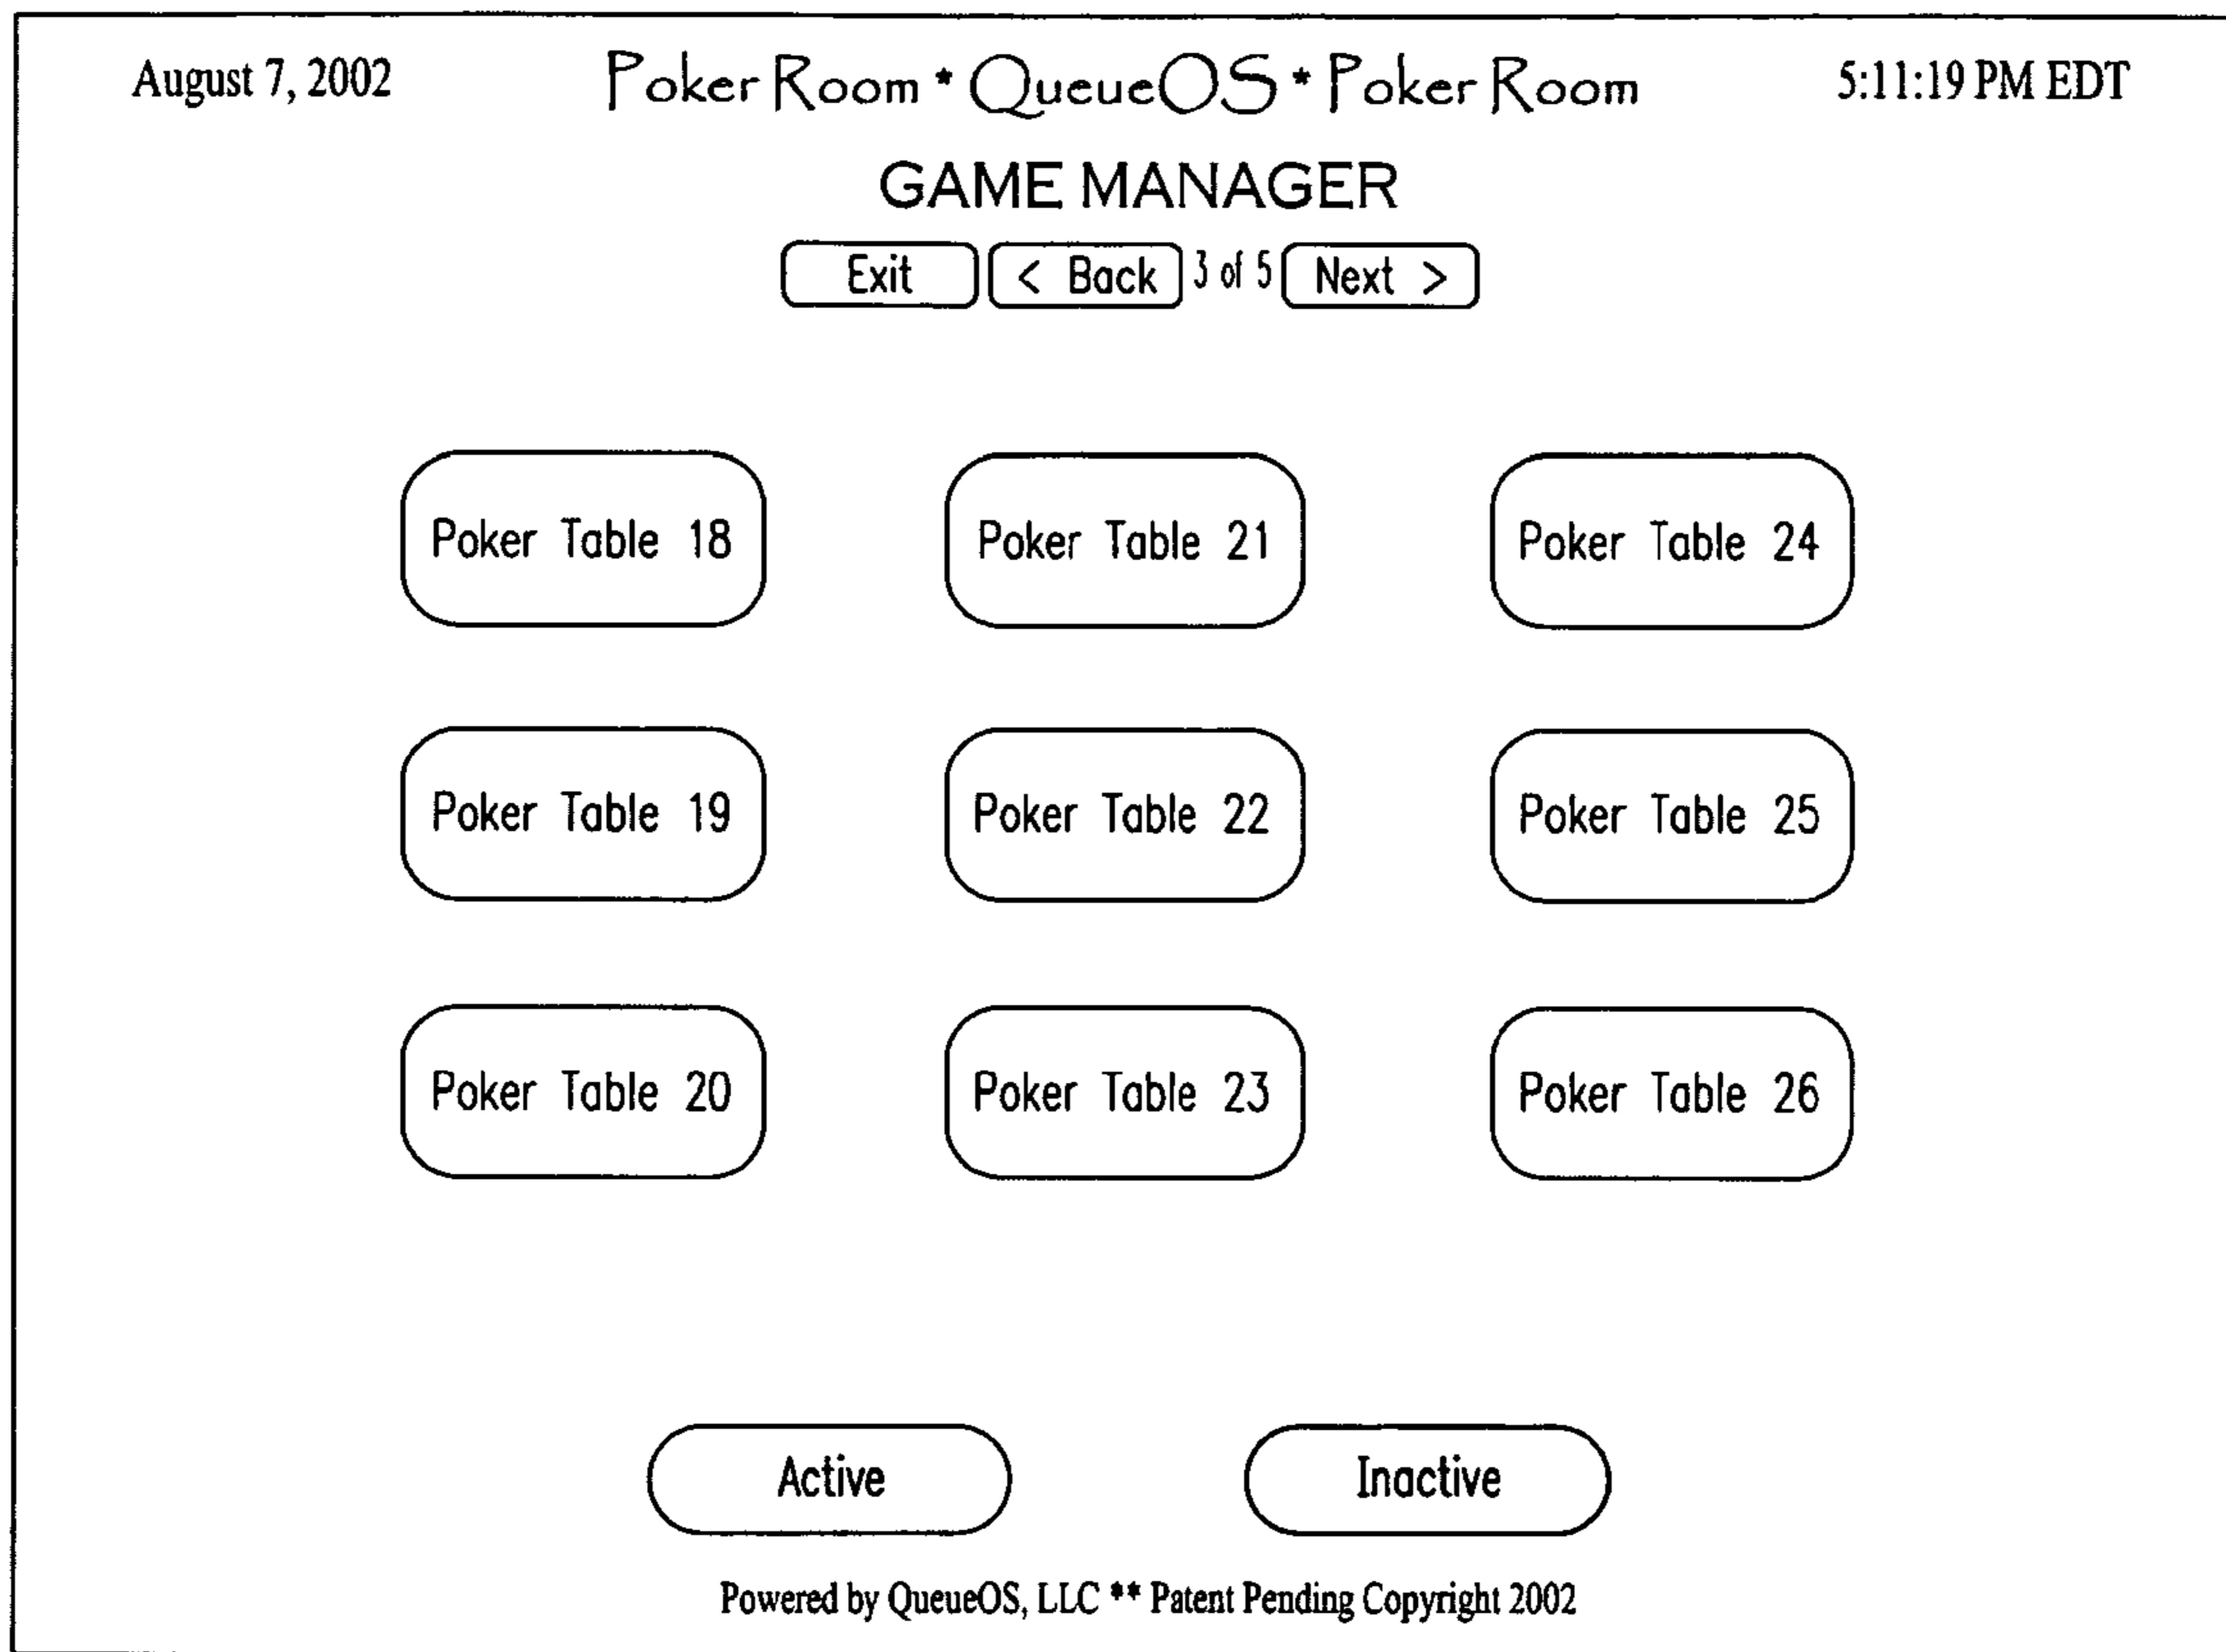 August 7, 2002 Poker Room * QueueOS * Poker Room 5:11:19 PM EDT
GAME MANAGER
Exit < Back 3 of 5 Next >
Poker Table 18 Poker Table 21 Poker Table 24
Poker Table 19 Poker Table 22 Poker Table 25
Poker Table 20 Poker Table 23 Poker Table 26
Active Inactive
Powered by QueueOS, LLC ** Patent Pending Copyright 2002